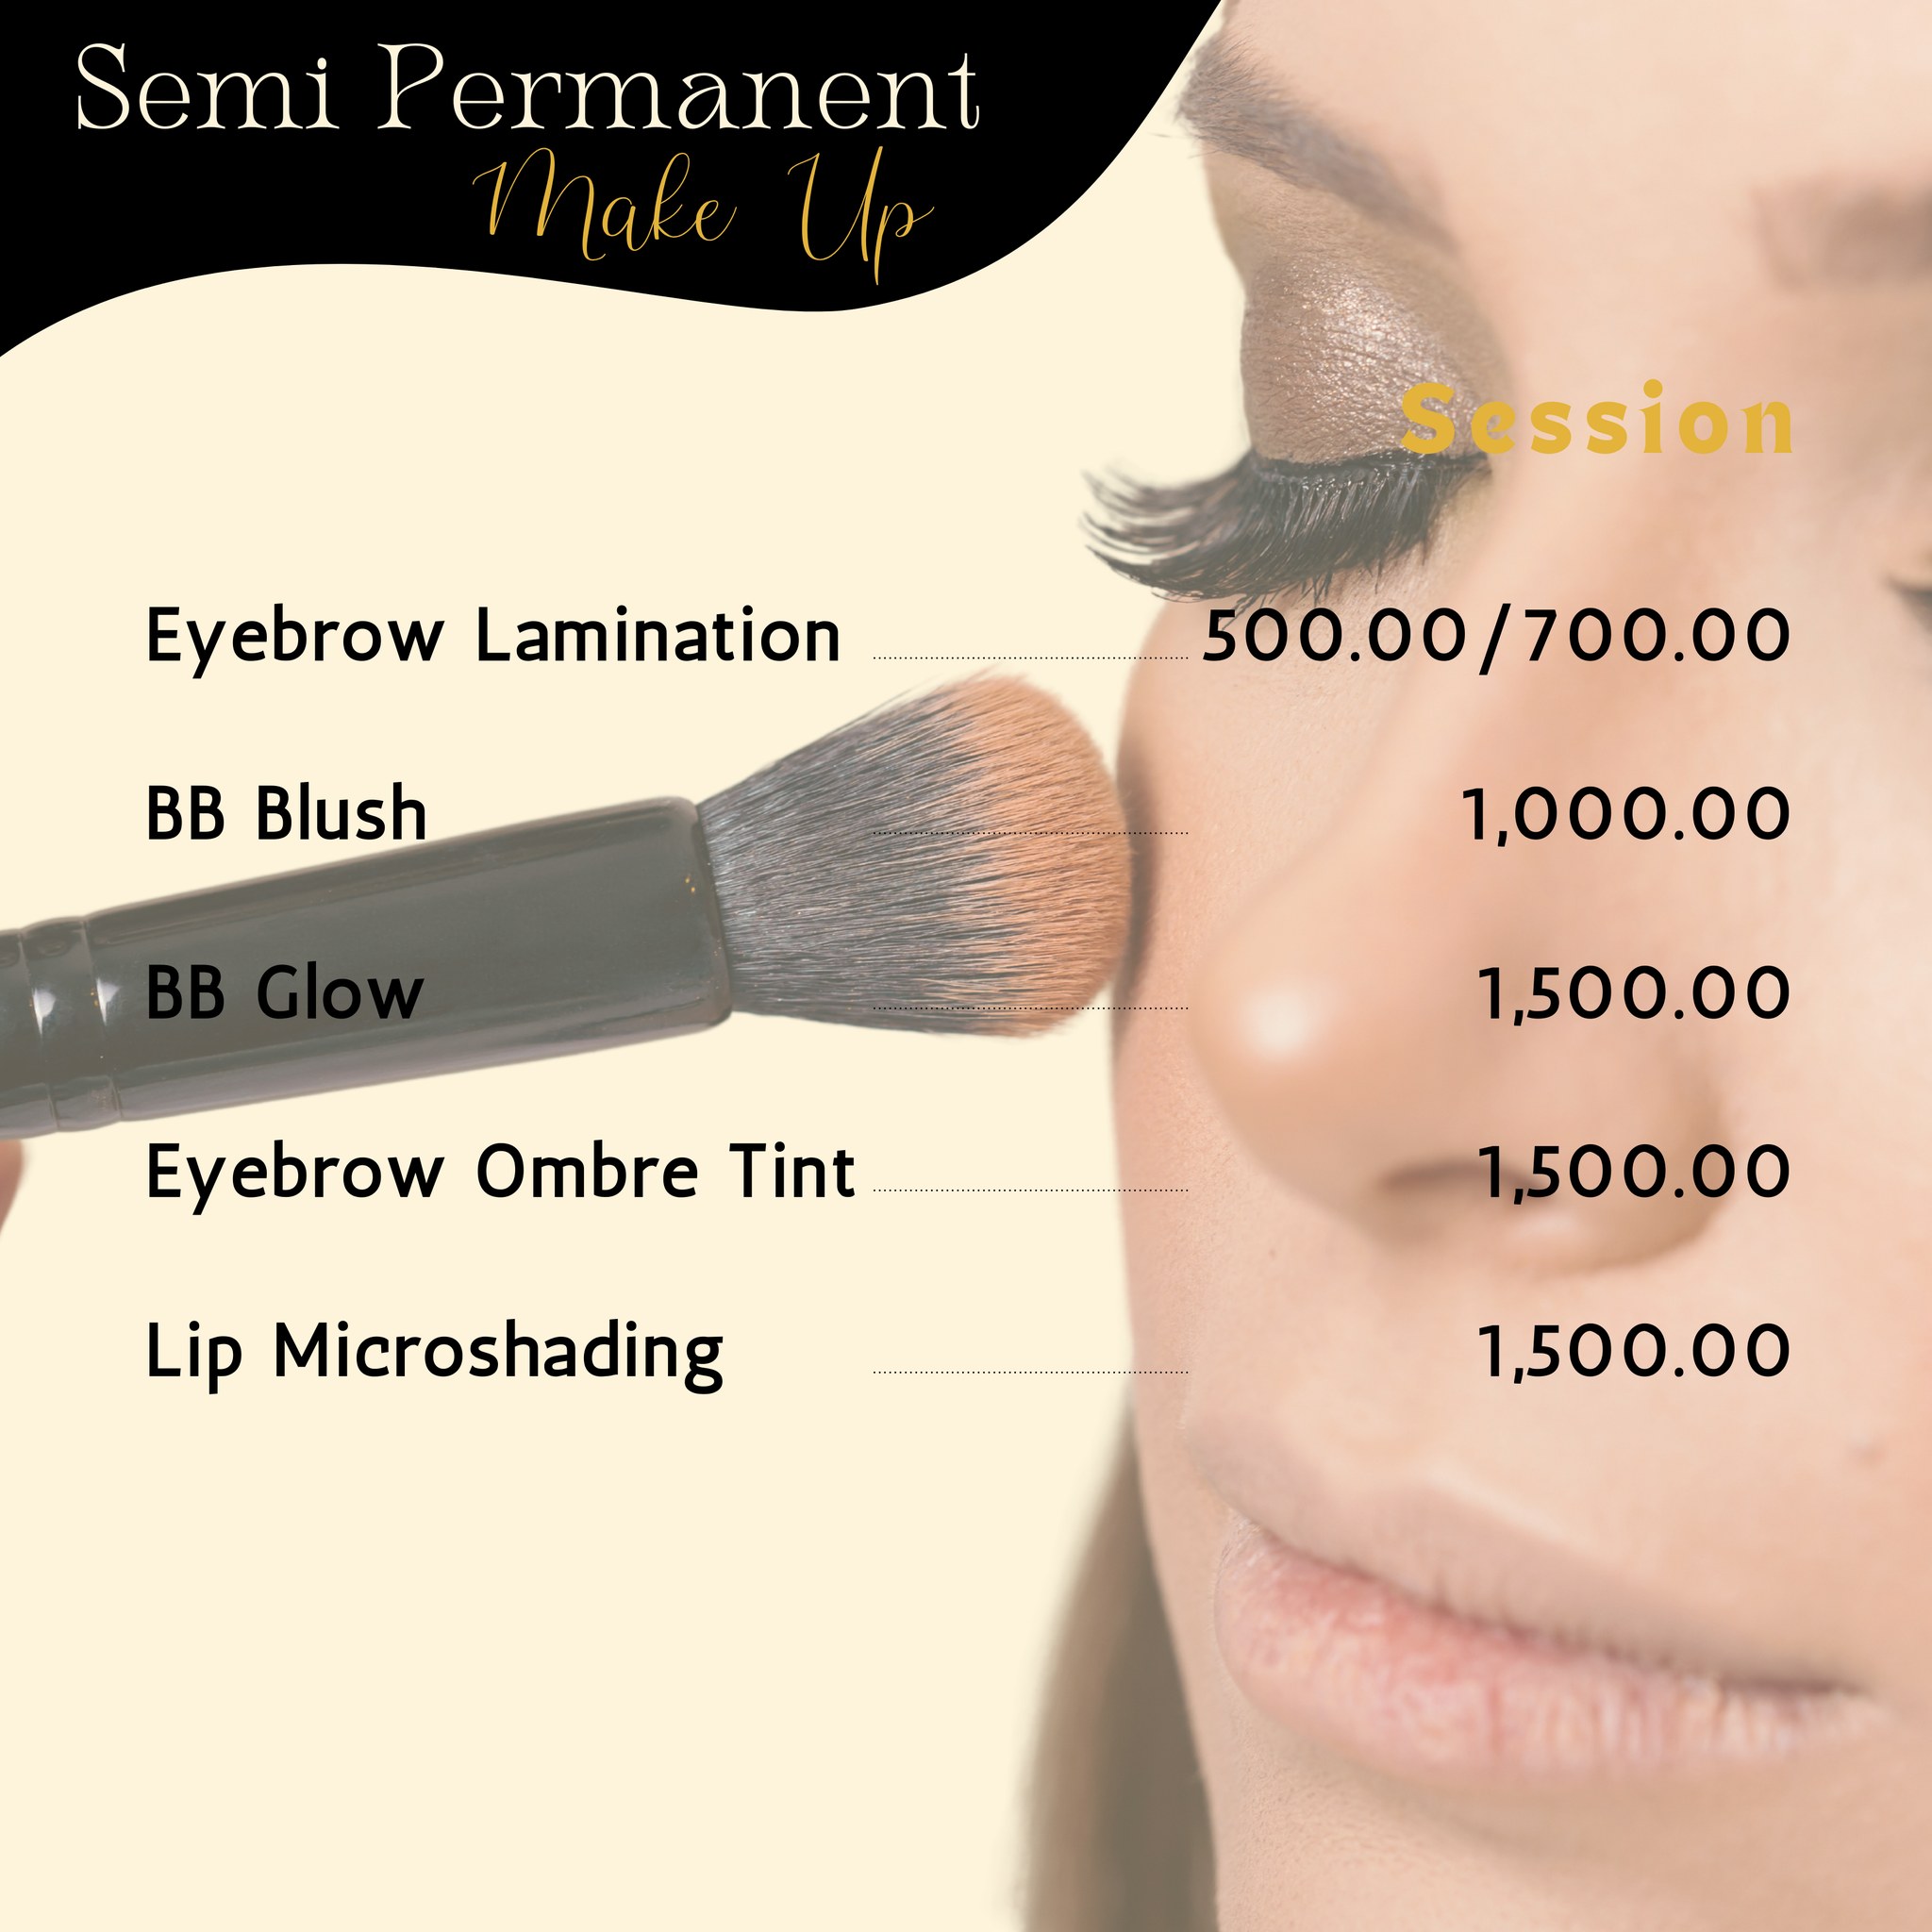 Semi Permanent
Make Up
Session
Eyebrow Lamination 500.00/700.00
BB Blush 1,000.00
BB Glow 1,500.00
Eyebrow Ombre Tint 1,500.00
Lip Microshading 1,500.00